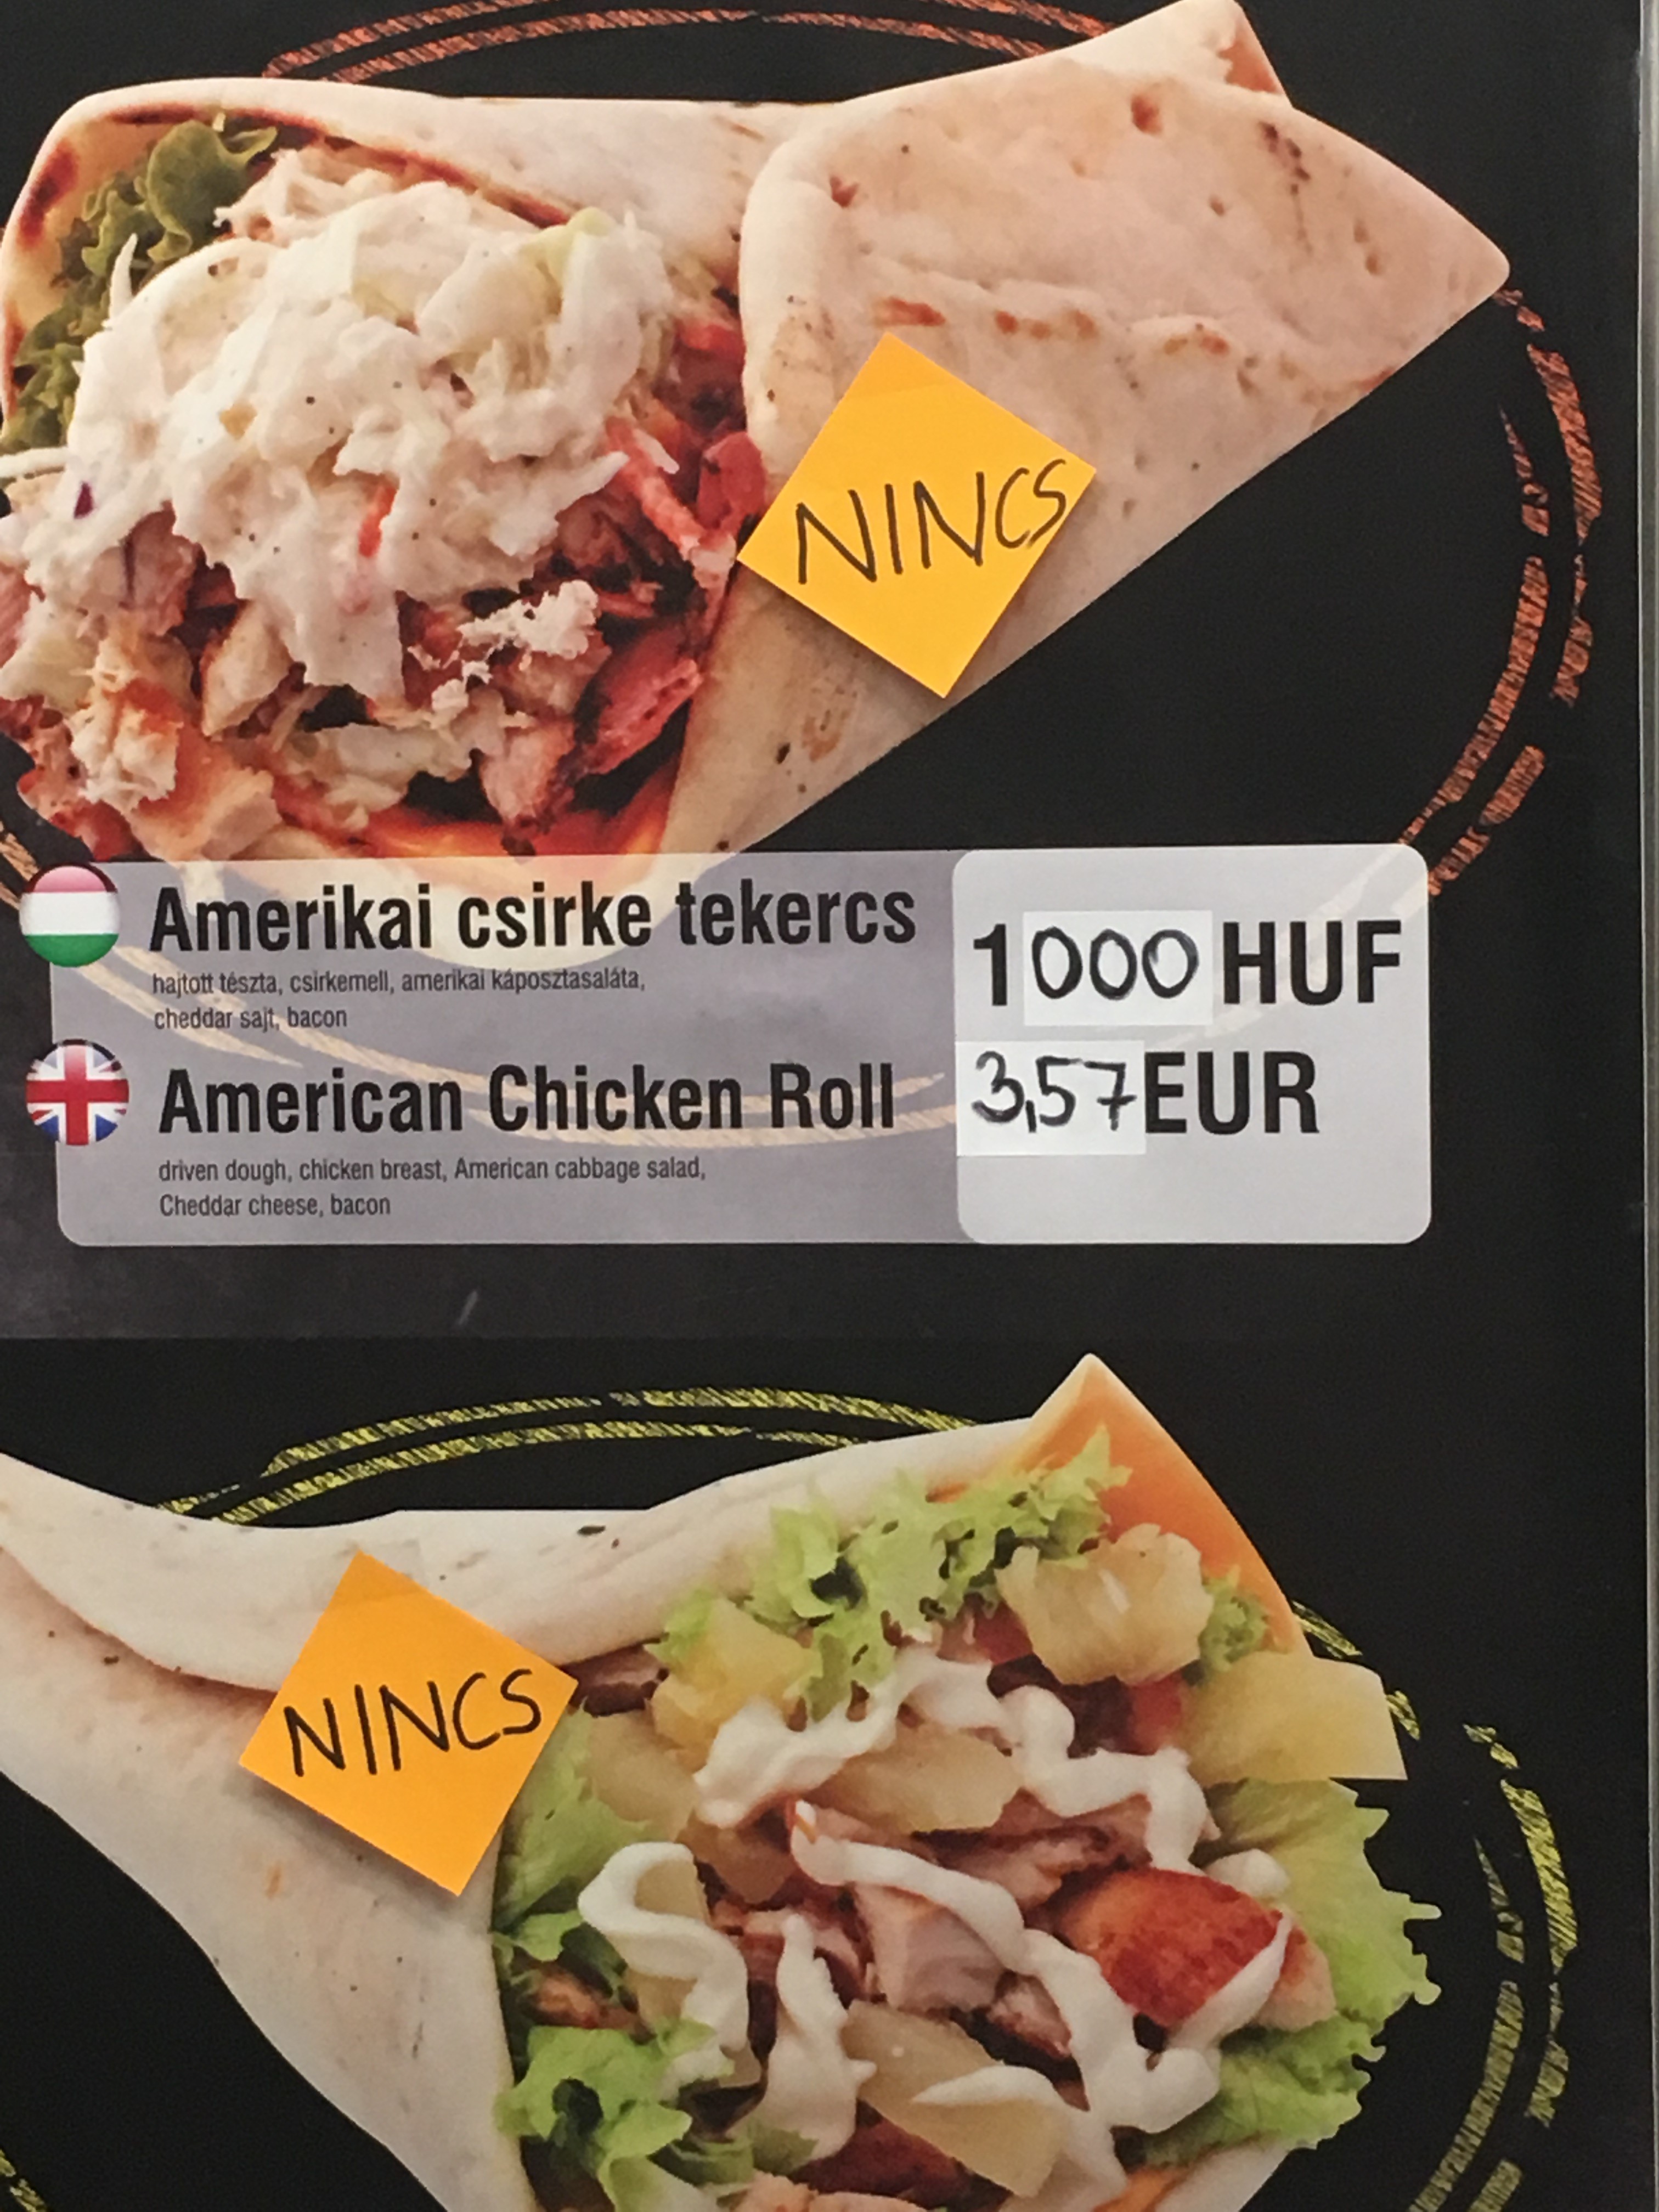 NINCS
Amerikai csirke tekercs
hajtott tészta, csirkemell, amerikai káposztasaláta,
cheddar sajt, bacon
1000 HUF
American Chicken Roll
3,57 EUR
driven dough, chicken breast, American cabbage salad,
Cheddar cheese, bacon
NINCS